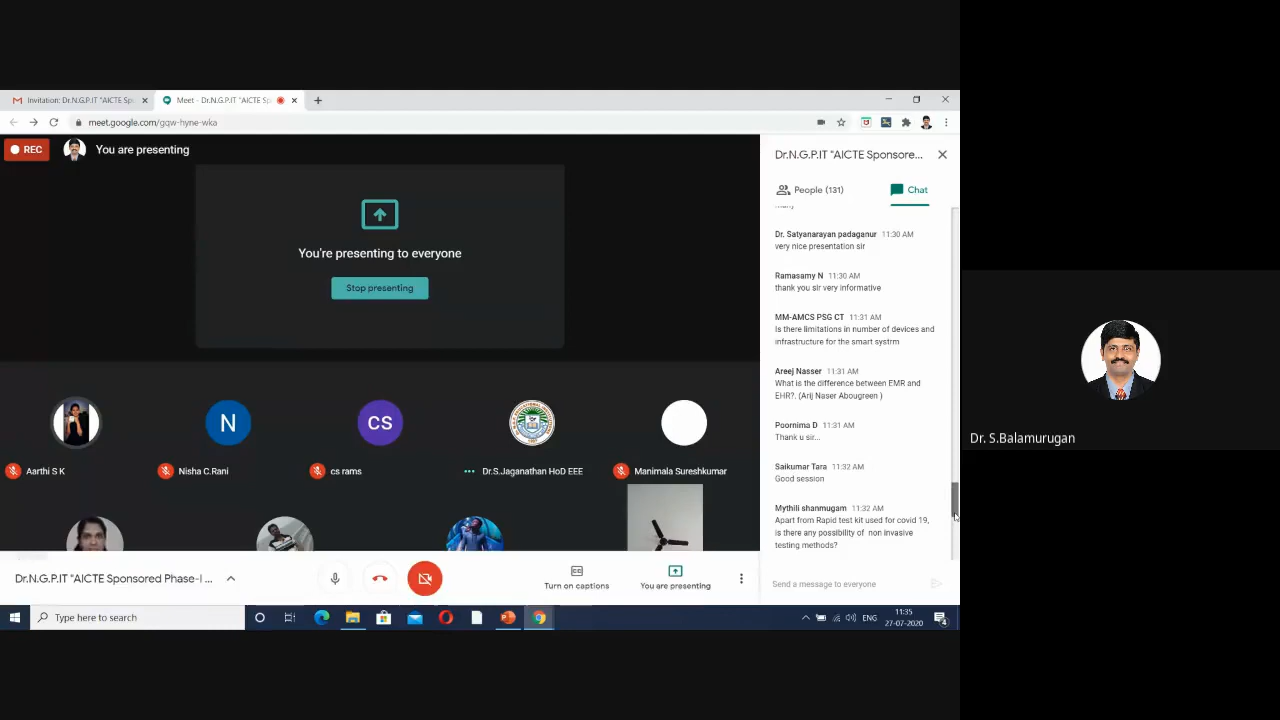 Invitation: Dr.N.G.P.IT "AICTE Sp
Meet - Dr.N.G.P.IT "AICTE Sp
meet.google.com/gqw-hyne-wka
REC
You are presenting
You're presenting to everyone
Stop presenting
Aarthi S K
N
Nisha C.Rani
CS
cs rams
Dr.S.Jaganathan HoD EEE
Manimala Sureshkumar
Dr.N.G.P.IT "AICTE Sponsored Phase-I ...
Turn on captions
You are presenting
Dr.N.G.P.IT "AICTE Sponsore...
People (131)
Chat
Dr. Satyanarayan padaganur 11:30 AM
very nice presentation sir
Ramasamy N 11:30 AM
thank you sir very informative
MM-AMCS PSG CT 11:31 AM
Is there limitations in number of devices and
infrastructure for the smart systrm
Areej Nasser 11:31 AM
What is the difference between EMR and
EHR?. (Arij Naser Abougreen )
Poornima D 11:31 AM
Thank u sir...
Saikumar Tara 11:32 AM
Good session
Mythili shanmugam 11:32 AM
Apart from Rapid test kit used for covid 19,
is there any possibility of non invasive
testing methods?
Send a message to everyone
Type here to search
ENG
11:35
27-07-2020
4
Dr. S.Balamurugan